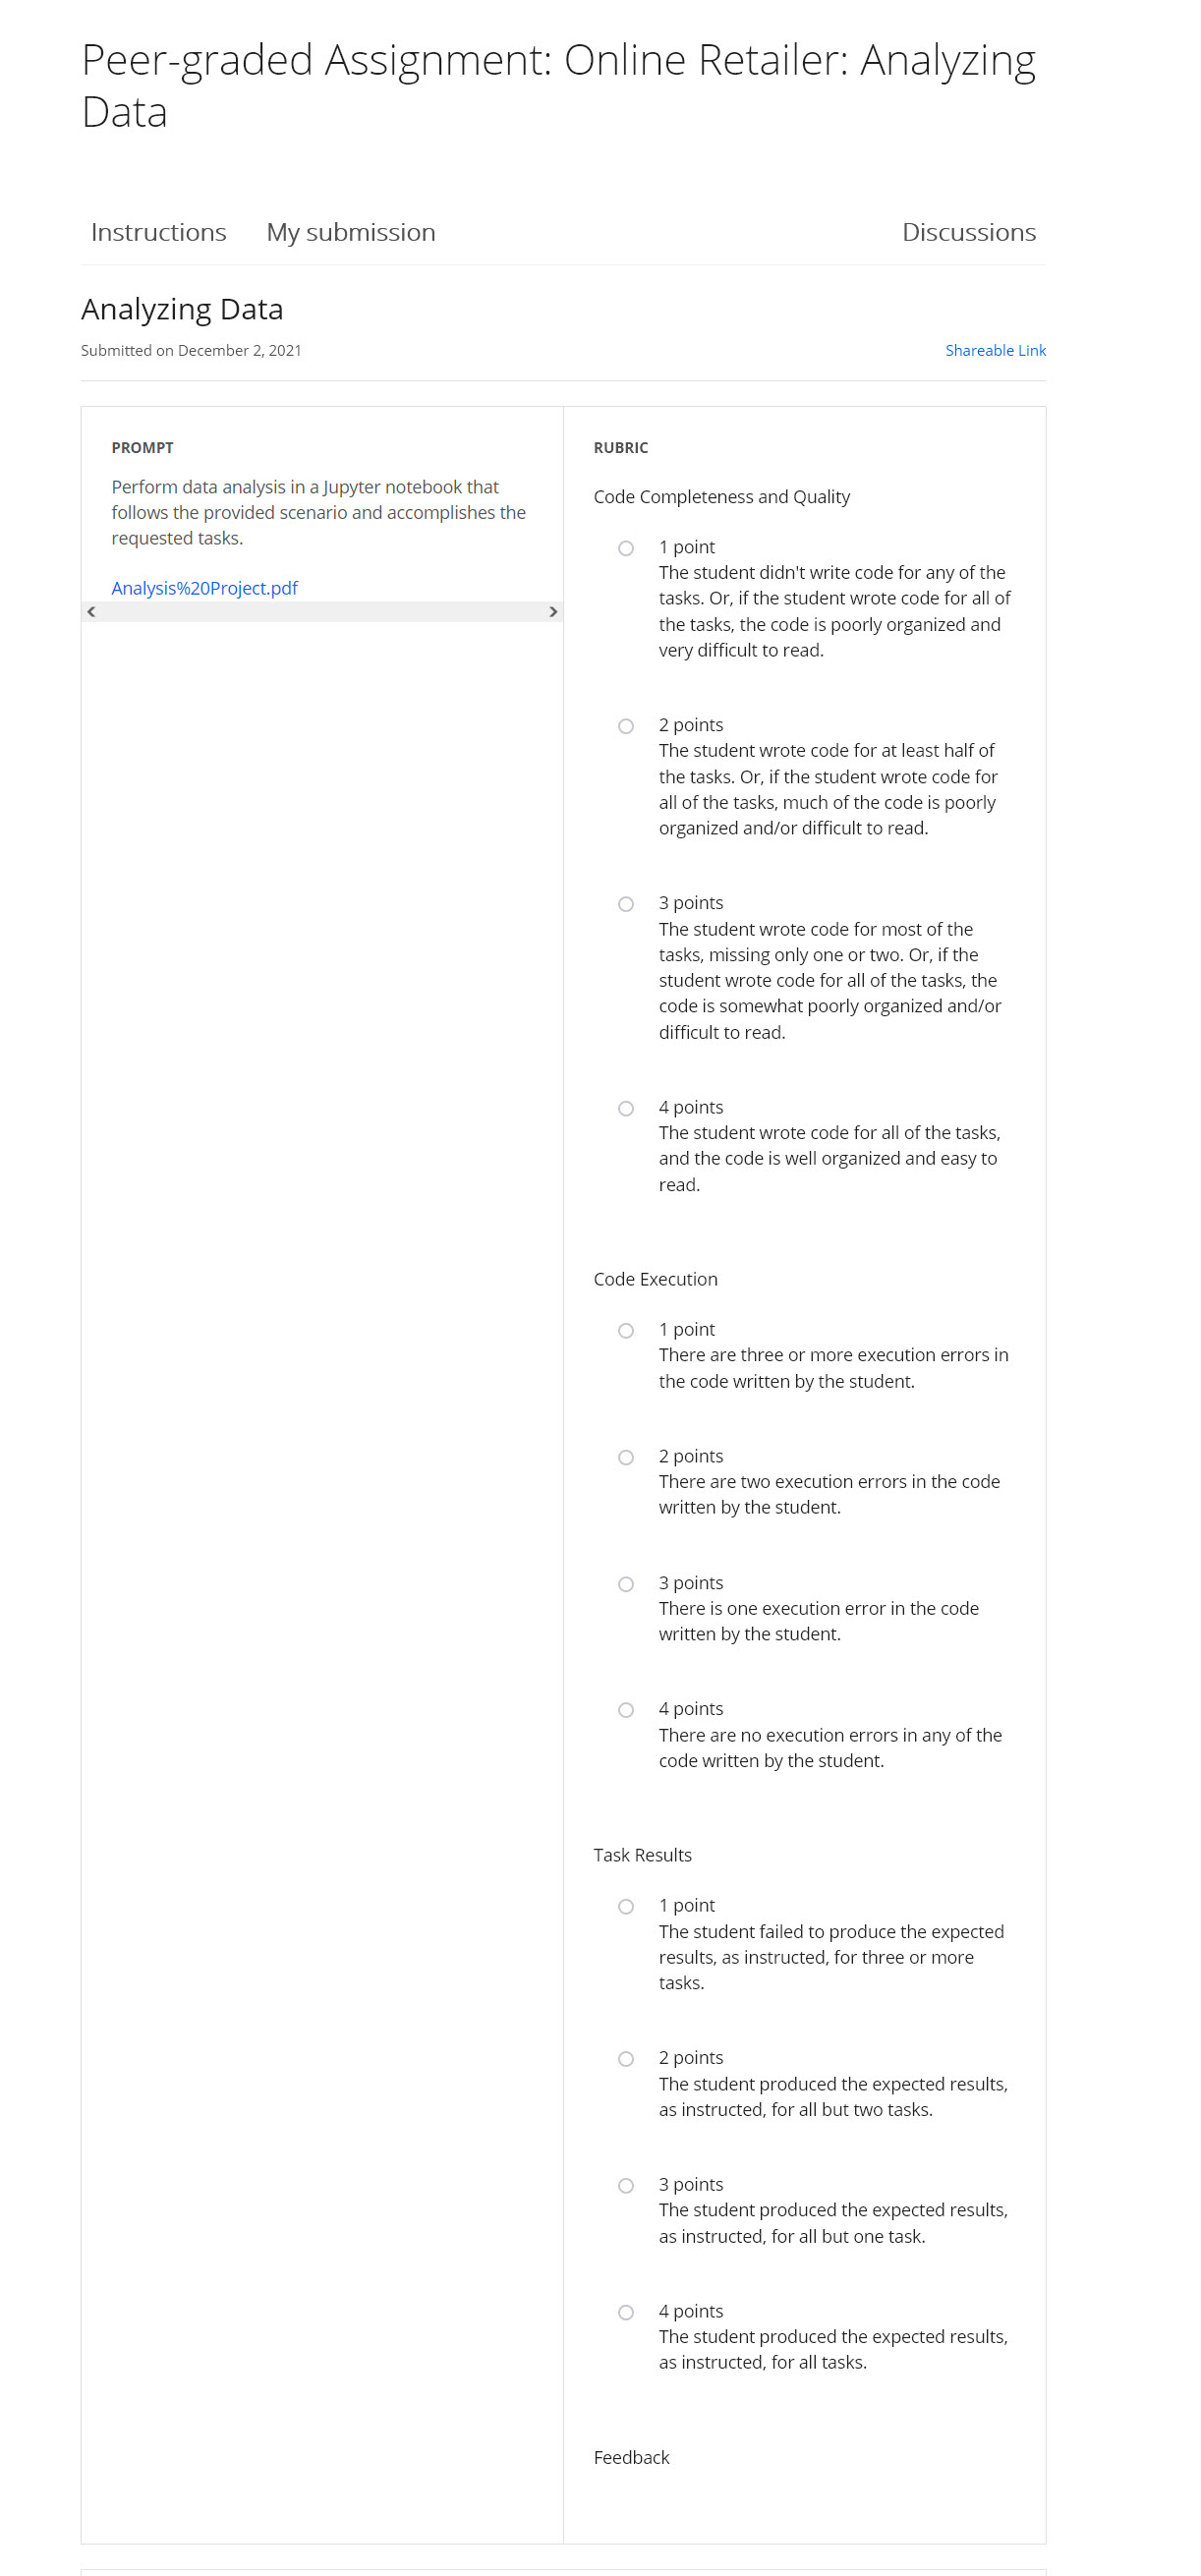 Peer-graded Assignment: Online Retailer: Analyzing
Data
Instructions
My submission
Discussions
Analyzing Data
Submitted on December 2, 2021
Shareable Link
PROMPT
Perform data analysis in a Jupyter notebook that
follows the provided scenario and accomplishes the
requested tasks.
Analysis%20Project.pdf
RUBRIC
Code Completeness and Quality
1 point
The student didn't write code for any of the
tasks. Or, if the student wrote code for all of
the tasks, the code is poorly organized and
very difficult to read.
2 points
The student wrote code for at least half of
the tasks. Or, if the student wrote code for
all of the tasks, much of the code is poorly
organized and/or difficult to read.
3 points
The student wrote code for most of the
tasks, missing only one or two. Or, if the
student wrote code for all of the tasks, the
code is somewhat poorly organized and/or
difficult to read.
4 points
The student wrote code for all of the tasks,
and the code is well organized and easy to
read.
Code Execution
1 point
There are three or more execution errors in
the code written by the student.
2 points
There are two execution errors in the code
written by the student.
3 points
There is one execution error in the code
written by the student.
4 points
There are no execution errors in any of the
code written by the student.
Task Results
1 point
The student failed to produce the expected
results, as instructed, for three or more
tasks.
2 points
The student produced the expected results,
as instructed, for all but two tasks.
3 points
The student produced the expected results,
as instructed, for all but one task.
4 points
The student produced the expected results,
as instructed, for all tasks.
Feedback